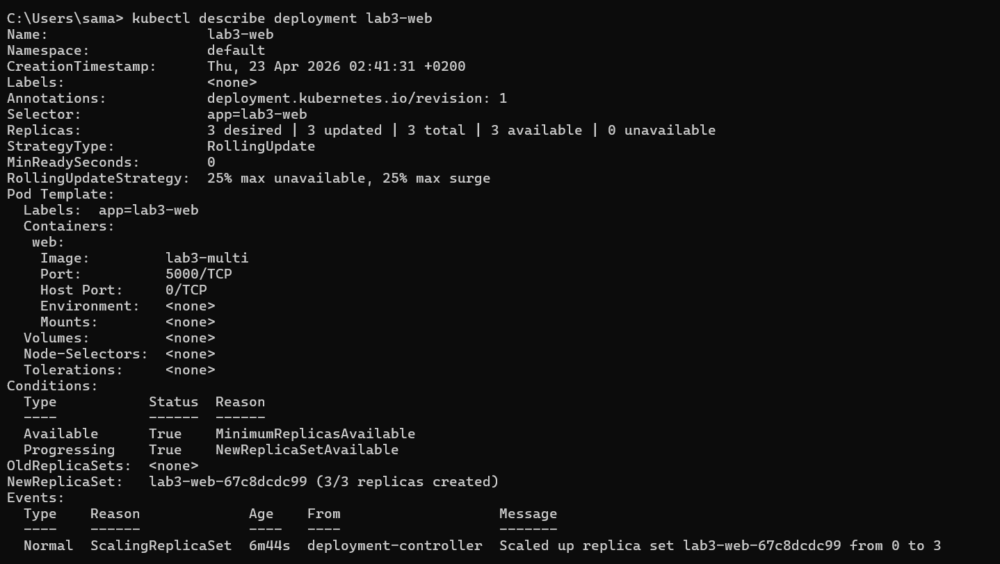 C:\Users\sama> kubectl describe deployment lab3-web
Name:                   lab3-web
Namespace:              default
CreationTimestamp:      Thu, 23 Apr 2026 02:41:31 +0200
Labels:                 <none>
Annotations:            deployment.kubernetes.io/revision: 1
Selector:               app=lab3-web
Replicas:               3 desired | 3 updated | 3 total | 3 available | 0 unavailable
StrategyType:           RollingUpdate
MinReadySeconds:        0
RollingUpdateStrategy:  25% max unavailable, 25% max surge
Pod Template:
  Labels:  app=lab3-web
  Containers:
   web:
    Image:         lab3-multi
    Port:          5000/TCP
    Host Port:     0/TCP
    Environment:   <none>
    Mounts:        <none>
  Volumes:         <none>
  Node-Selectors:  <none>
  Tolerations:     <none>
Conditions:
  Type           Status  Reason
  ----           ------  ------
  Available      True    MinimumReplicasAvailable
  Progressing    True    NewReplicaSetAvailable
OldReplicaSets:  <none>
NewReplicaSet:   lab3-web-67c8dcdc99 (3/3 replicas created)
Events:
  Type    Reason             Age    From                   Message
  ----    ------             ----   ----                   -------
  Normal  ScalingReplicaSet  6m44s  deployment-controller  Scaled up replica set lab3-web-67c8dcdc99 from 0 to 3